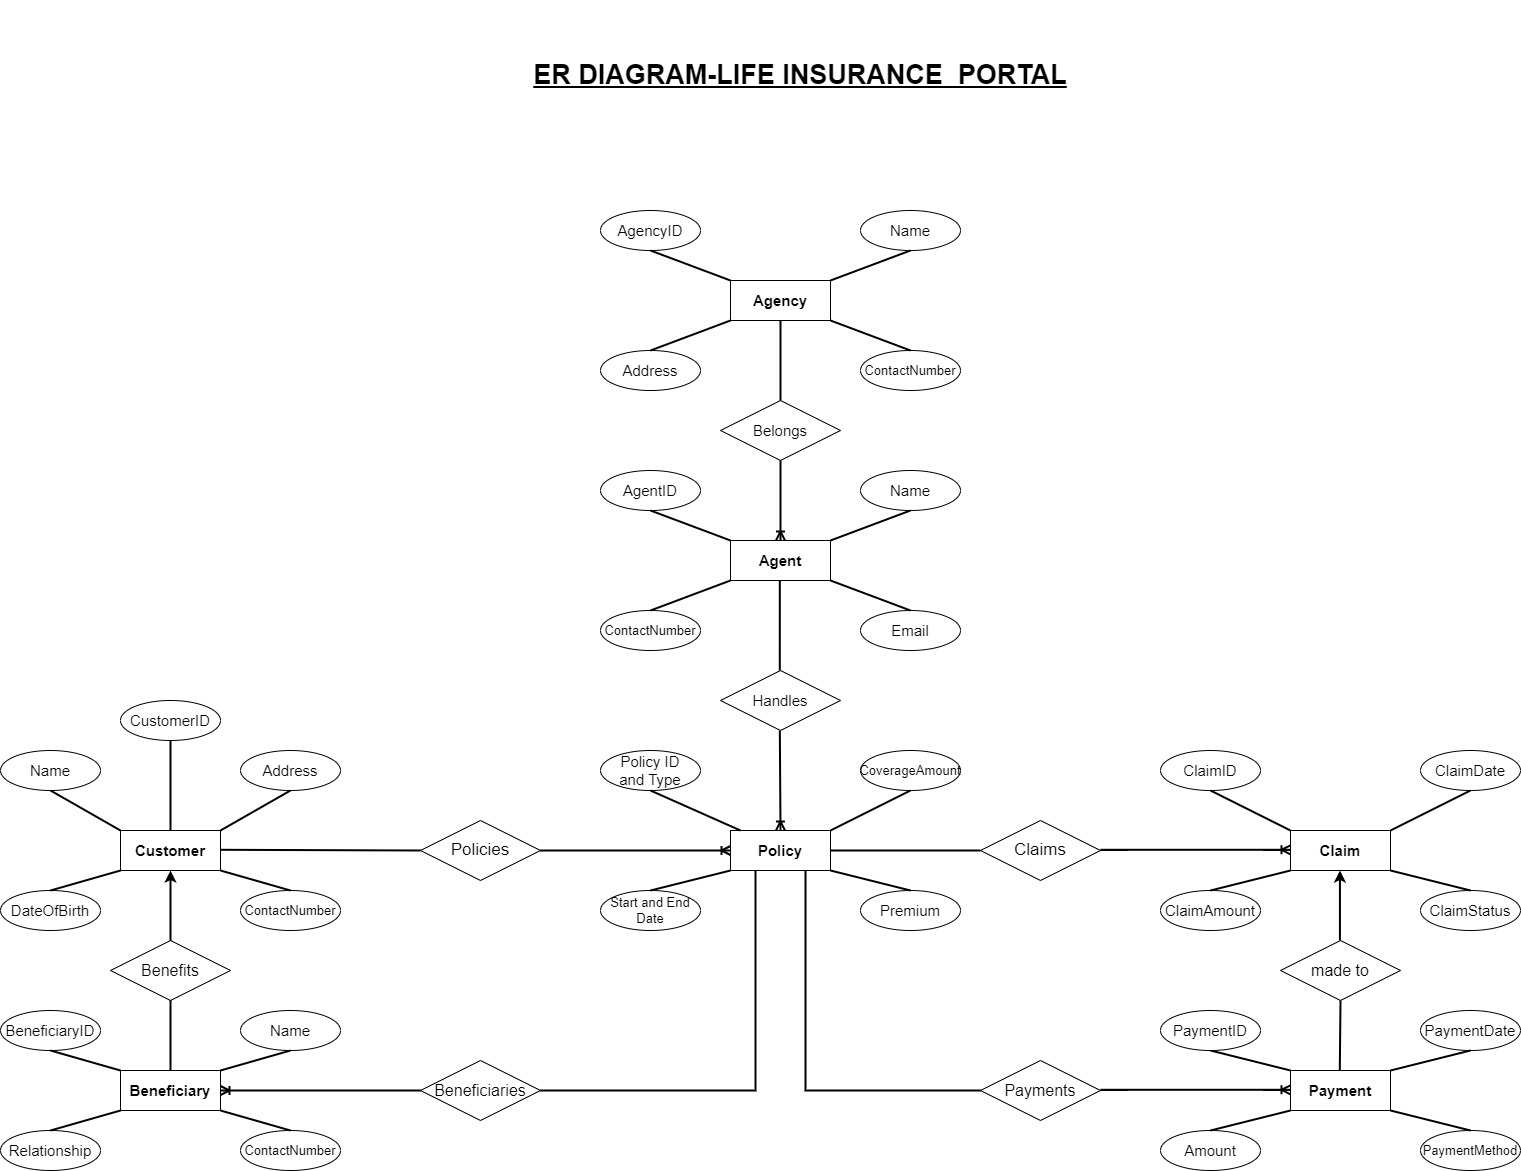 ER DIAGRAM-LIFE INSURANCE  PORTAL
AgencyID
Name
Agency
Address
ContactNumber
Belongs
AgentID
Name
Agent
ContactNumber
Email
Handles
CustomerID
Name
Address
Policy ID
and Type
CoverageAmount
ClaimID
ClaimDate
Customer
Policies
Policy
Claims
Claim
DateOfBirth
ContactNumber
Start and End
Date
Premium
ClaimAmount
ClaimStatus
Benefits
made to
BeneficiaryID
Name
PaymentID
PaymentDate
Beneficiary
Beneficiaries
Payments
Payment
Relationship
ContactNumber
Amount
PaymentMethod